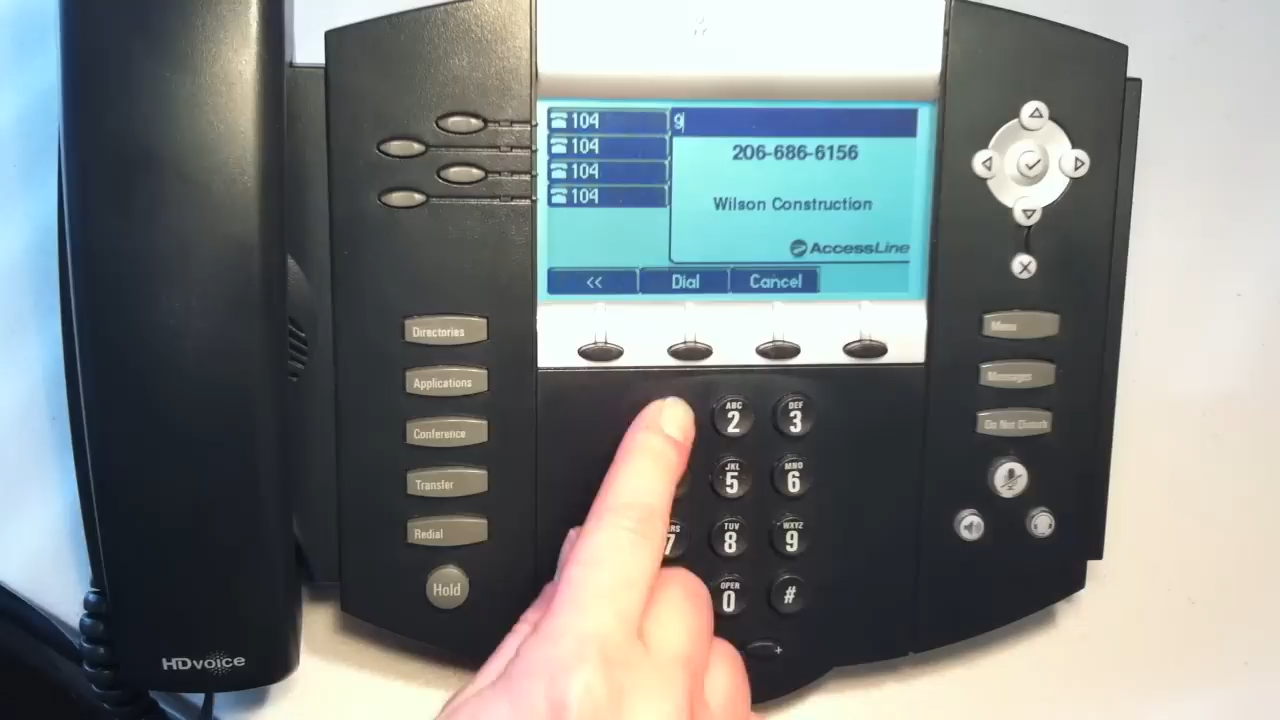 104 9
104 206-686-6156
104
104 Wilson Construction
AccessLine
<< Dial Cancel
Directories
Applications
Conference
Transfer
Redial
Hold
Menu
Messages
Do Not Disturb
ABC 2
DEF 3
JKL 5
MNO 6
7
TUV 8
WXYZ 9
OPER 0
#
+
HDvoice